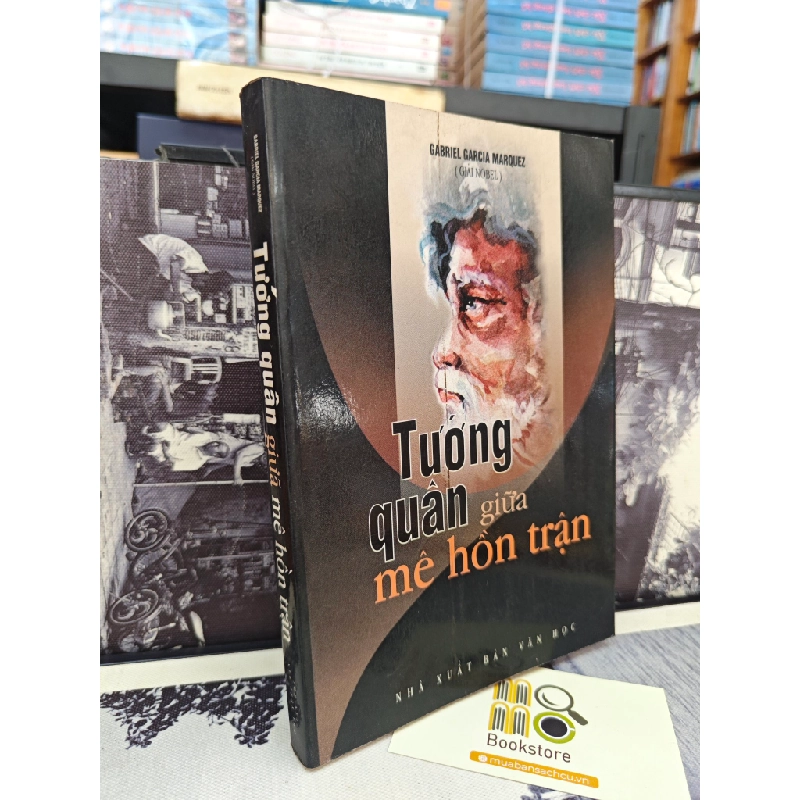 GABRIEL GARCIA MARQUEZ
( GIẢI NOBEL )
Tướng
quân giữa
mê hồn trận
NHÀ XUẤT BẢN VĂN HỌC
GABRIEL GARCIA MARQUEZ
Tướng quân giữa mê hồn trận
Bookstore
muabansachcu.vn